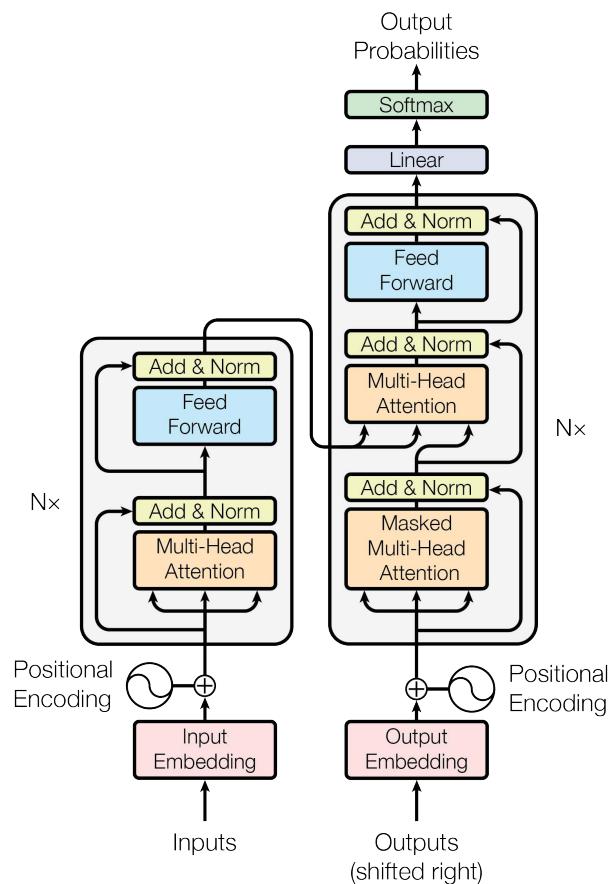 Output
Probabilities
Softmax
Linear
Add & Norm
Feed
Forward
Add & Norm
Multi-Head
Attention
Add & Norm
Masked
Multi-Head
Attention
N×
Add & Norm
Feed
Forward
Add & Norm
Multi-Head
Attention
N×
Positional
Encoding
Positional
Encoding
Input
Embedding
Output
Embedding
Inputs
Outputs
(shifted right)